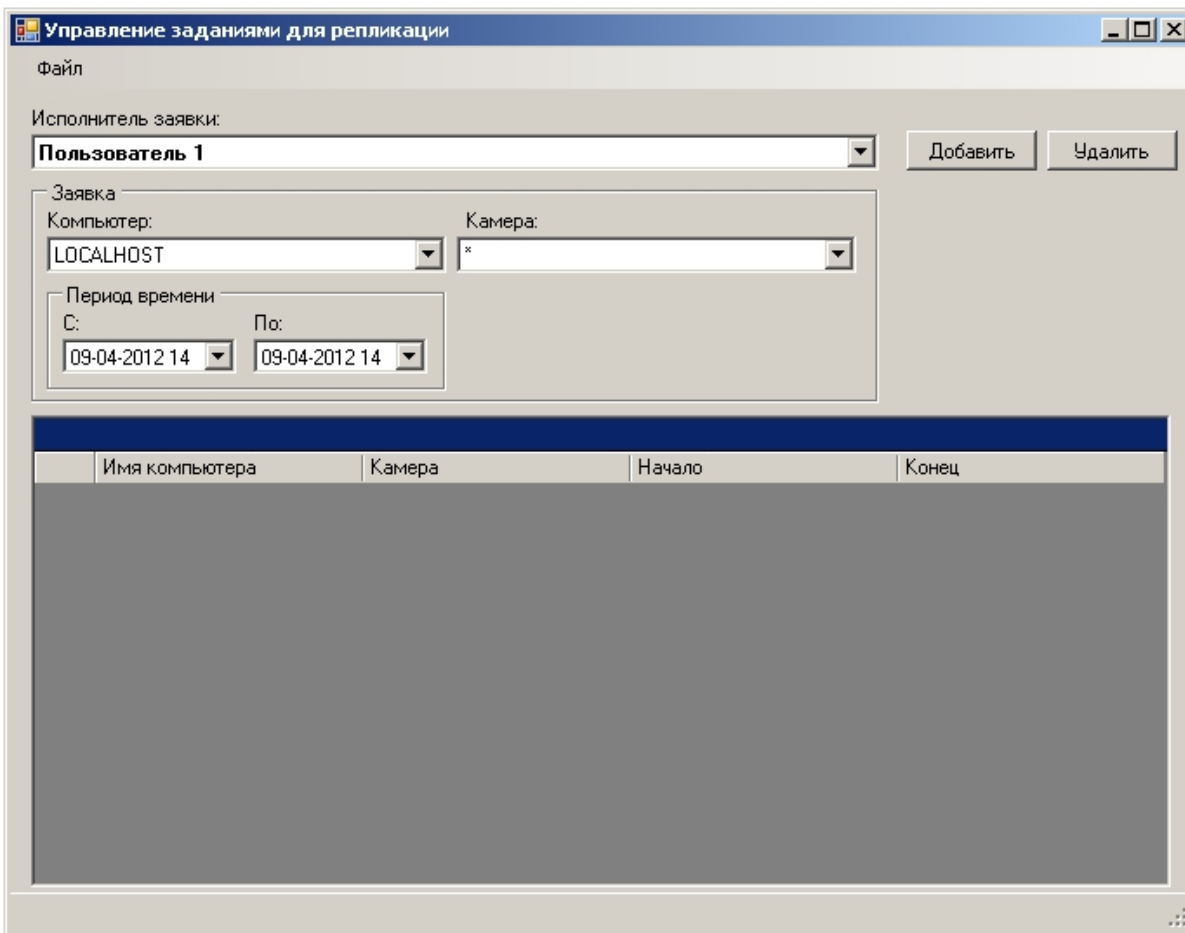 Управление заданиями для репликации
Файл
Исполнитель заявки:
Пользователь 1
Добавить Удалить
Заявка
Компьютер: Камера:
LOCALHOST *
Период времени
С: По:
09-04-2012 14 09-04-2012 14
Имя компьютера Камера Начало Конец